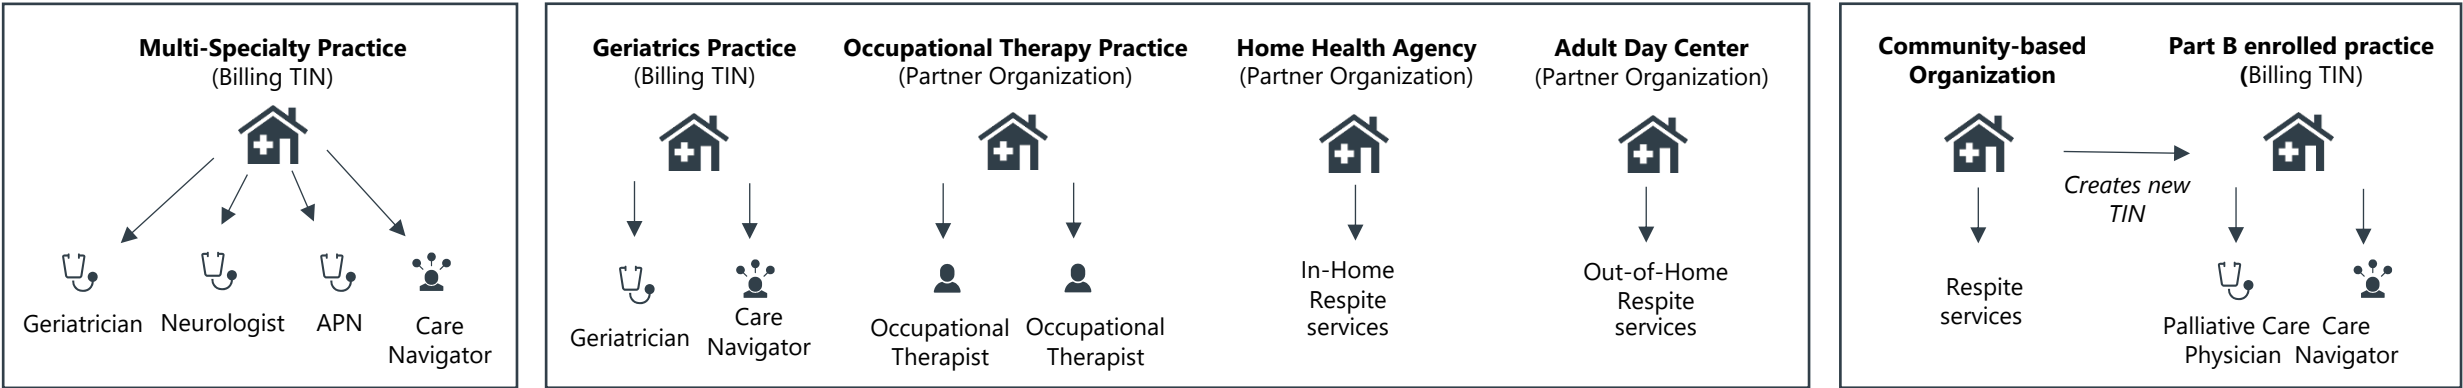 Multi-Specialty Practice
(Billing TIN)
Geriatrician
Neurologist
APN
Care
Navigator
Geriatrics Practice
(Billing TIN)
Geriatrician
Care
Navigator
Occupational Therapy Practice
(Partner Organization)
Occupational
Therapist
Occupational
Therapist
Home Health Agency
(Partner Organization)
In-Home
Respite
services
Adult Day Center
(Partner Organization)
Out-of-Home
Respite
services
Community-based
Organization
Respite
services
Creates new
TIN
Part B enrolled practice
(Billing TIN)
Palliative Care
Physician
Care
Navigator